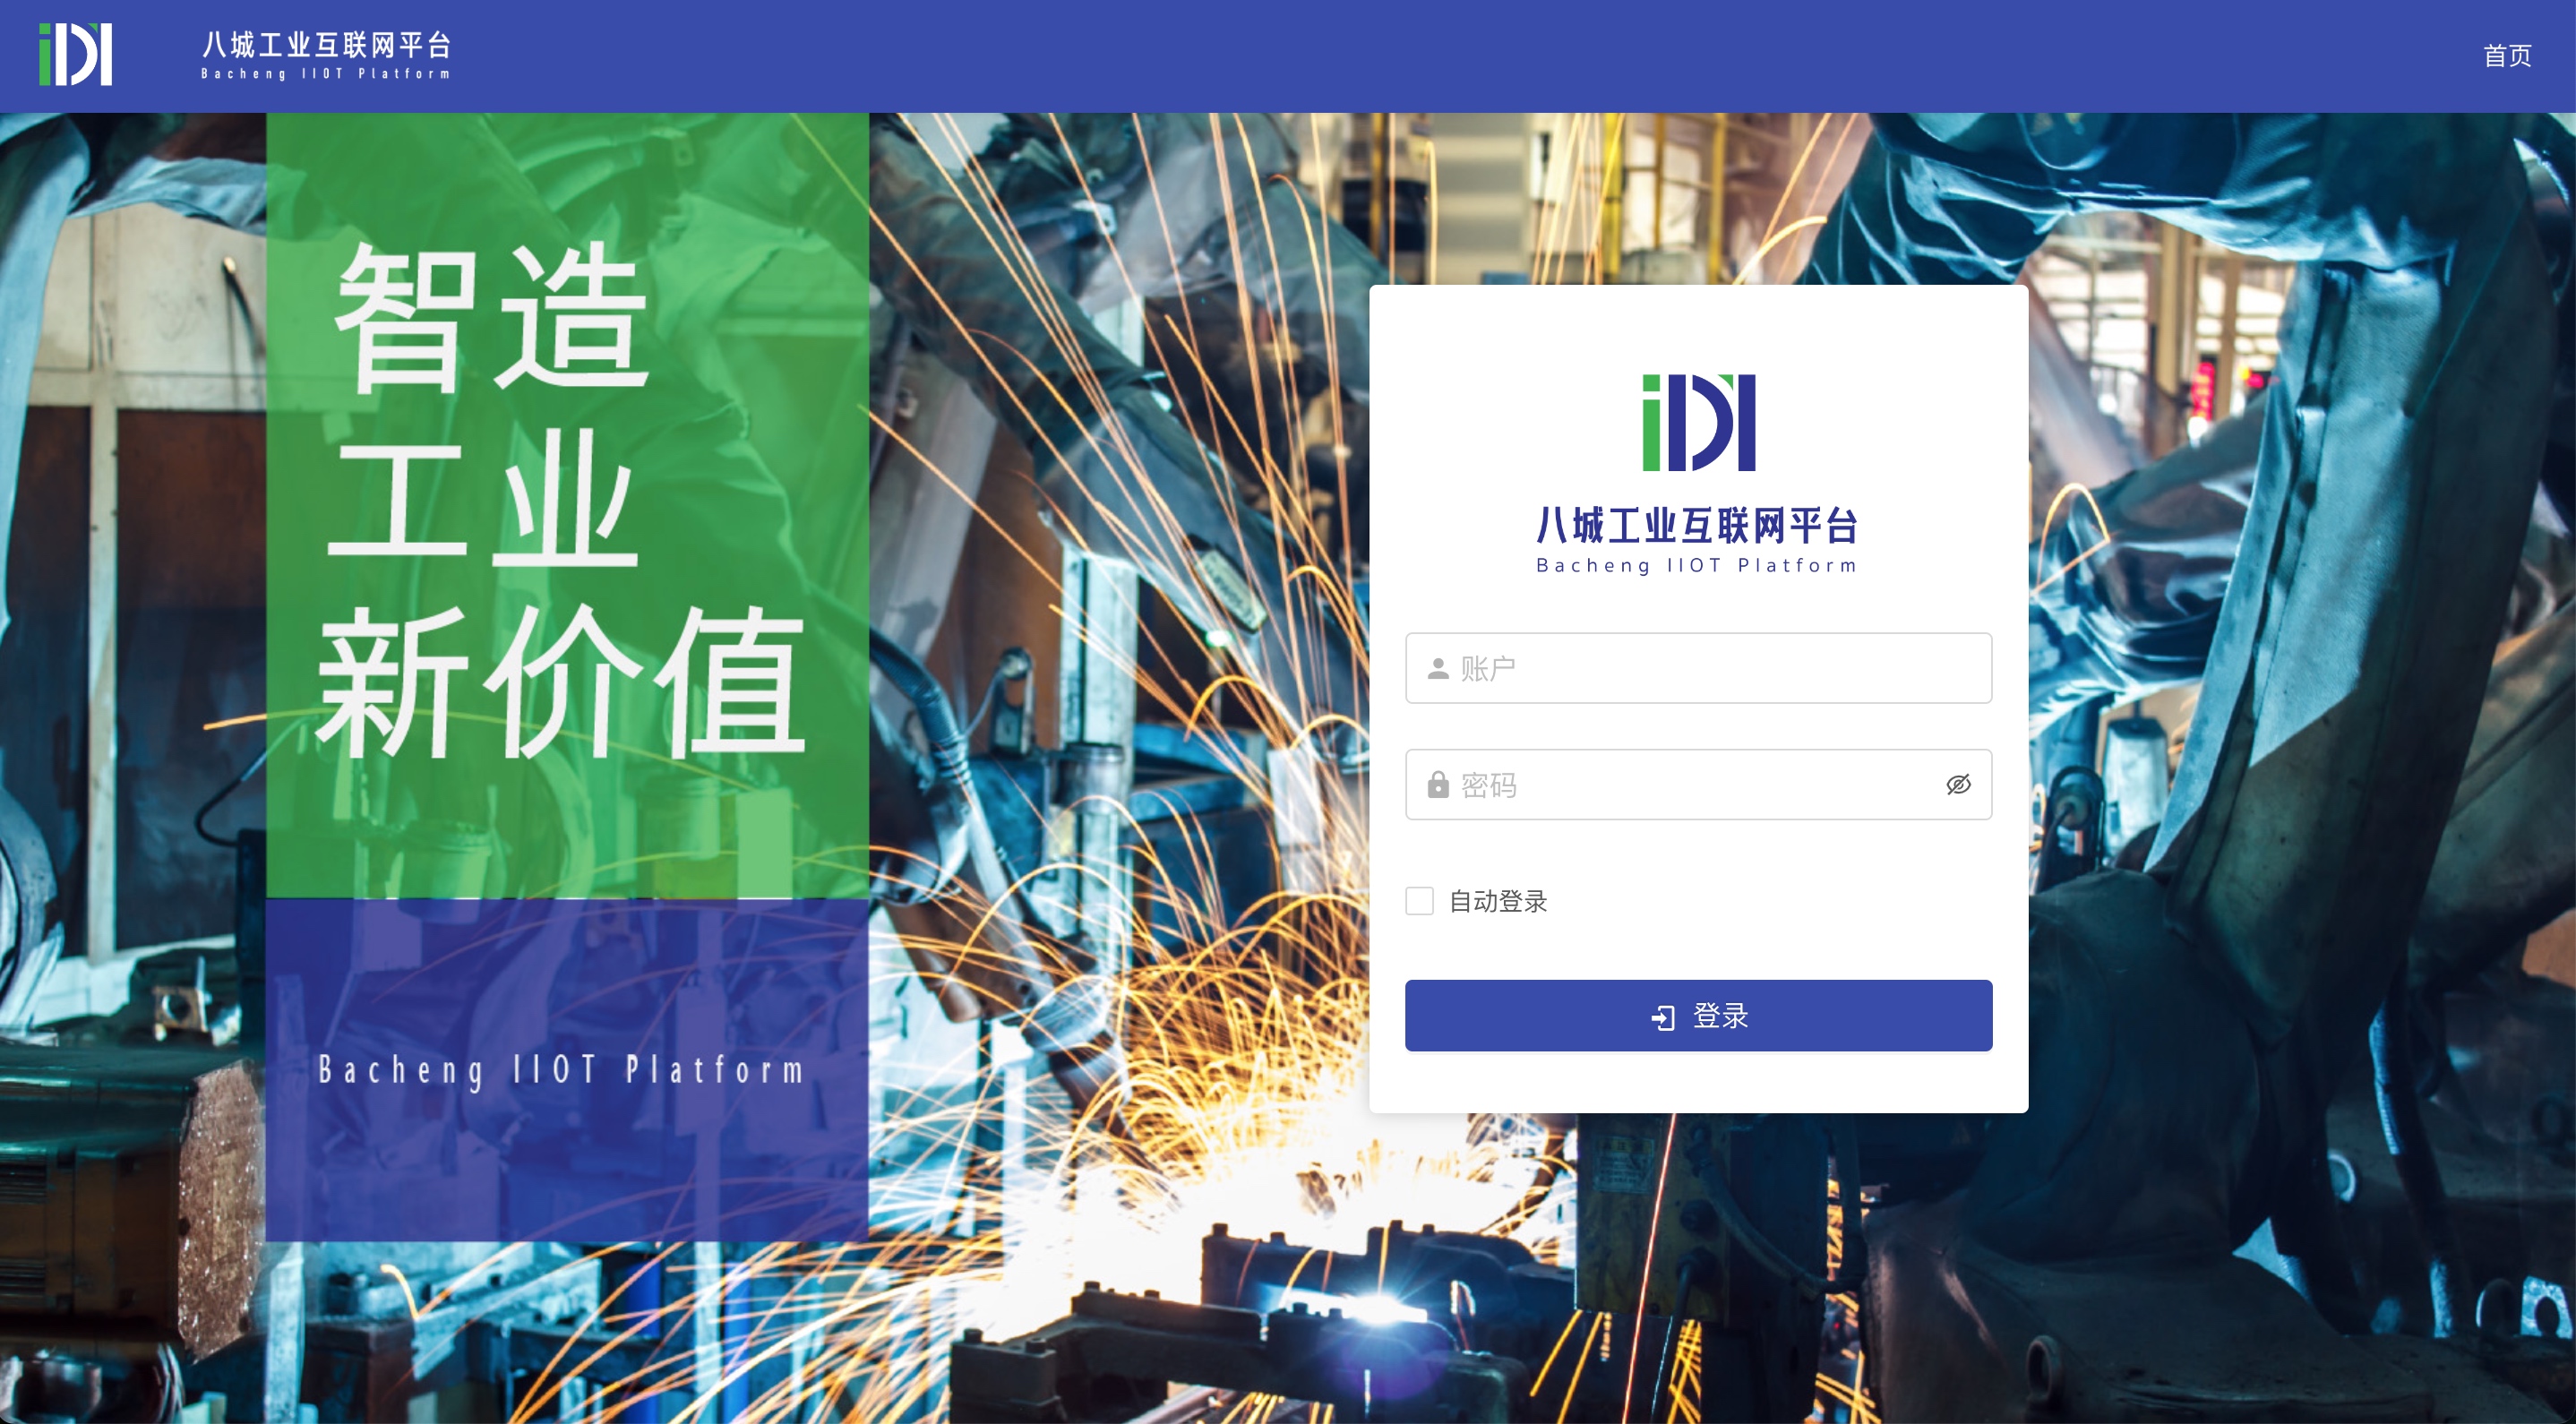 iDI
八城工业互联网平台
Bacheng IIOT Platform
首页
智造
工业
新价值
Bacheng IIOT Platform
iDI
八城工业互联网平台
Bacheng IIOT Platform
账户
密码
自动登录
登录